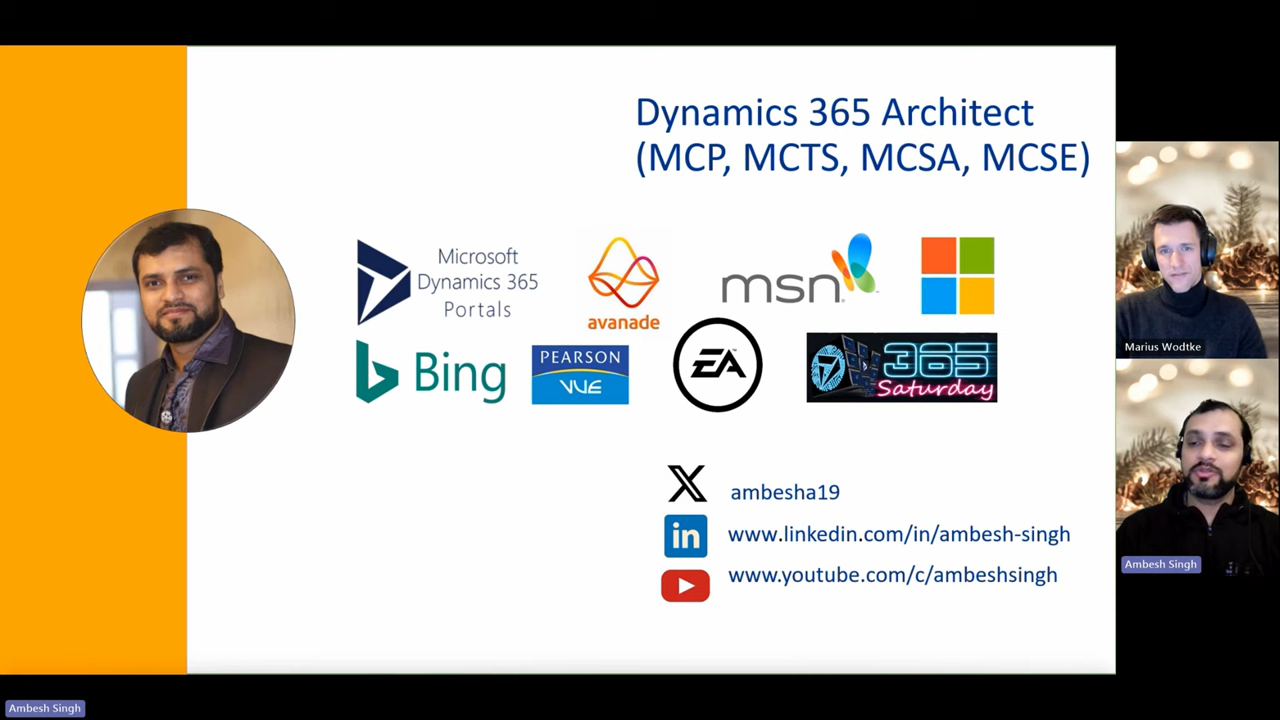 Dynamics 365 Architect
(MCP, MCTS, MCSA, MCSE)
Microsoft
Dynamics 365
Portals
avanade
msn
Bing
PEARSON
VUE
EA
365
Saturday
X
ambesha19
in
www.linkedin.com/in/ambesh-singh
www.youtube.com/c/ambeshsingh
Marius Wodtke
Ambesh Singh
Ambesh Singh